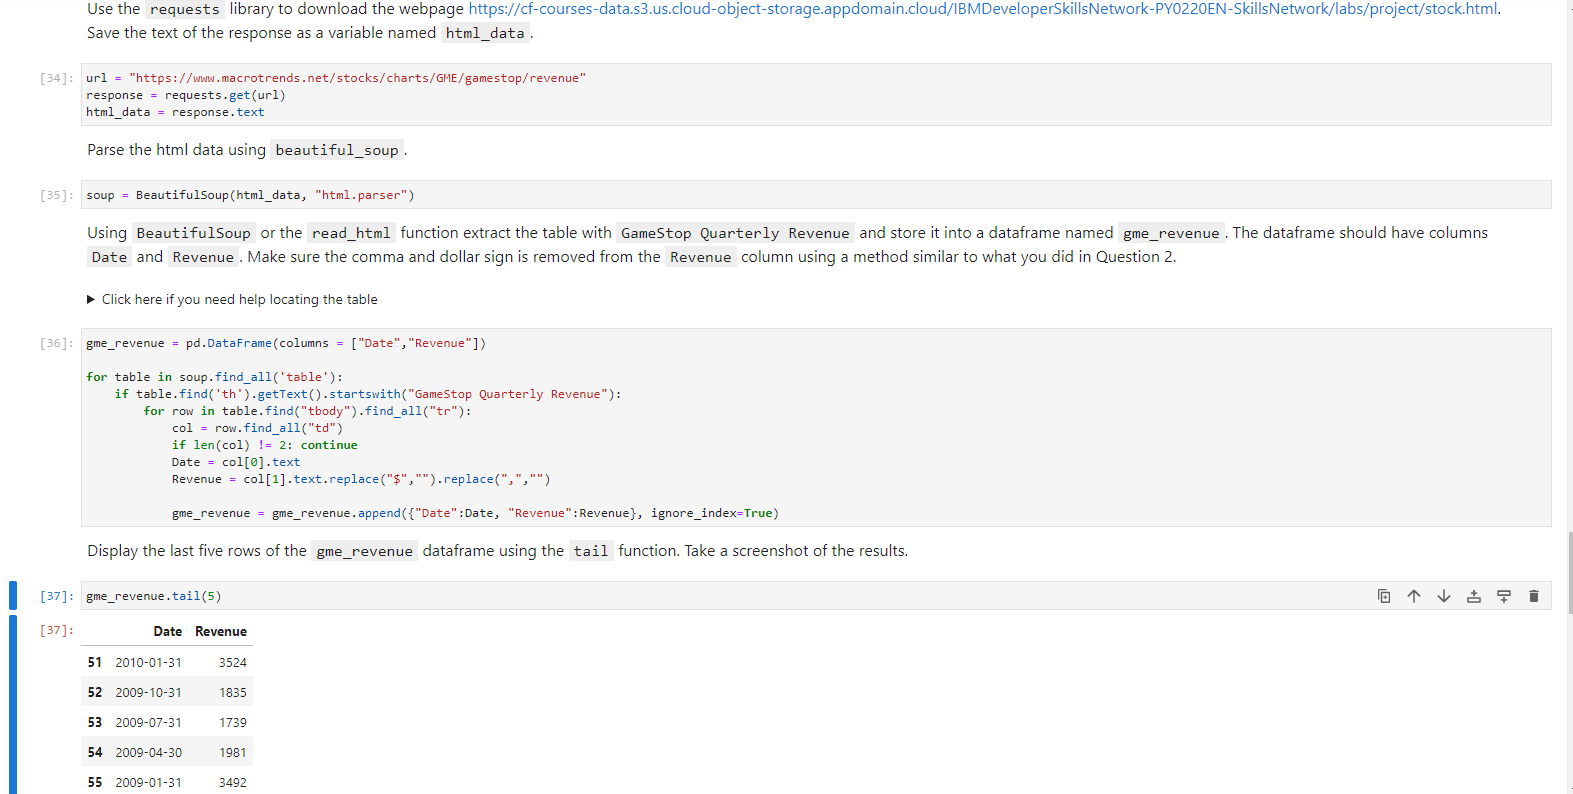 Use the requests library to download the webpage https://cf-courses-data.s3.us.cloud-object-storage.appdomain.cloud/IBMDeveloperSkillsNetwork-PY0220EN-SkillsNetwork/labs/project/stock.html.
Save the text of the response as a variable named html_data .
[34]: url = "https://www.macrotrends.net/stocks/charts/GME/gamestop/revenue"
response = requests.get(url)
html_data = response.text
Parse the html data using beautiful_soup .
[35]: soup = BeautifulSoup(html_data, "html.parser")
Using BeautifulSoup or the read_html function extract the table with GameStop Quarterly Revenue and store it into a dataframe named gme_revenue . The dataframe should have columns
Date and Revenue . Make sure the comma and dollar sign is removed from the Revenue column using a method similar to what you did in Question 2.
▶ Click here if you need help locating the table
[36]: gme_revenue = pd.DataFrame(columns = ["Date","Revenue"])
for table in soup.find_all('table'):
if table.find('th').getText().startswith("GameStop Quarterly Revenue"):
for row in table.find("tbody").find_all("tr"):
col = row.find_all("td")
if len(col) != 2: continue
Date = col[0].text
Revenue = col[1].text.replace("$","").replace(",","")
gme_revenue = gme_revenue.append({"Date":Date, "Revenue":Revenue}, ignore_index=True)
Display the last five rows of the gme_revenue dataframe using the tail function. Take a screenshot of the results.
[37]: gme_revenue.tail(5)
[37]: Date Revenue
51 2010-01-31 3524
52 2009-10-31 1835
53 2009-07-31 1739
54 2009-04-30 1981
55 2009-01-31 3492